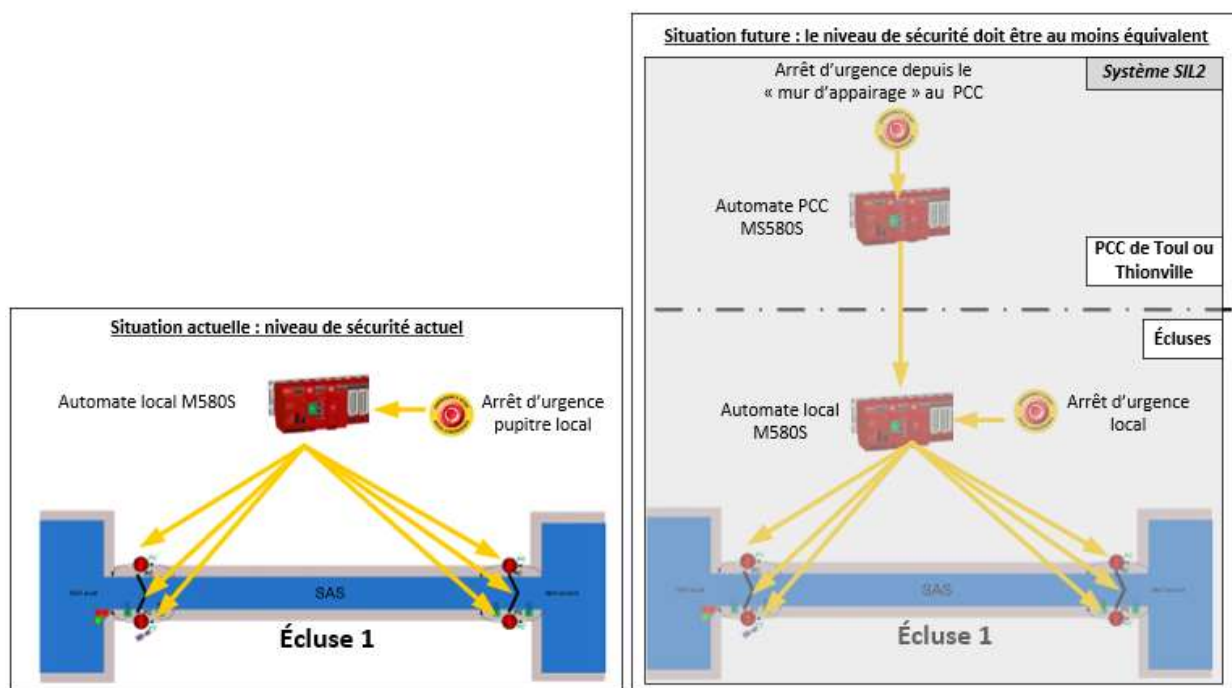 Situation future : le niveau de sécurité doit être au moins équivalent
Système SIL2
Arrêt d’urgence depuis le
« mur d’appairage » au PCC
Automate PCC
MS580S
PCC de Toul ou
Thionville
Écluses
Automate local
M580S
Arrêt d’urgence
local
SAS
Écluse 1
Situation actuelle : niveau de sécurité actuel
Automate local M580S
Arrêt d’urgence
pupitre local
SAS
Écluse 1